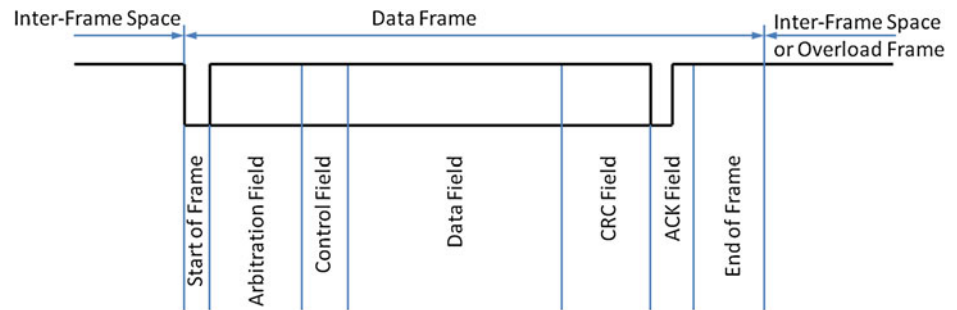 Inter-Frame Space
Data Frame
Inter-Frame Space
or Overload Frame
Start of Frame
Arbitration Field
Control Field
Data Field
CRC Field
ACK Field
End of Frame